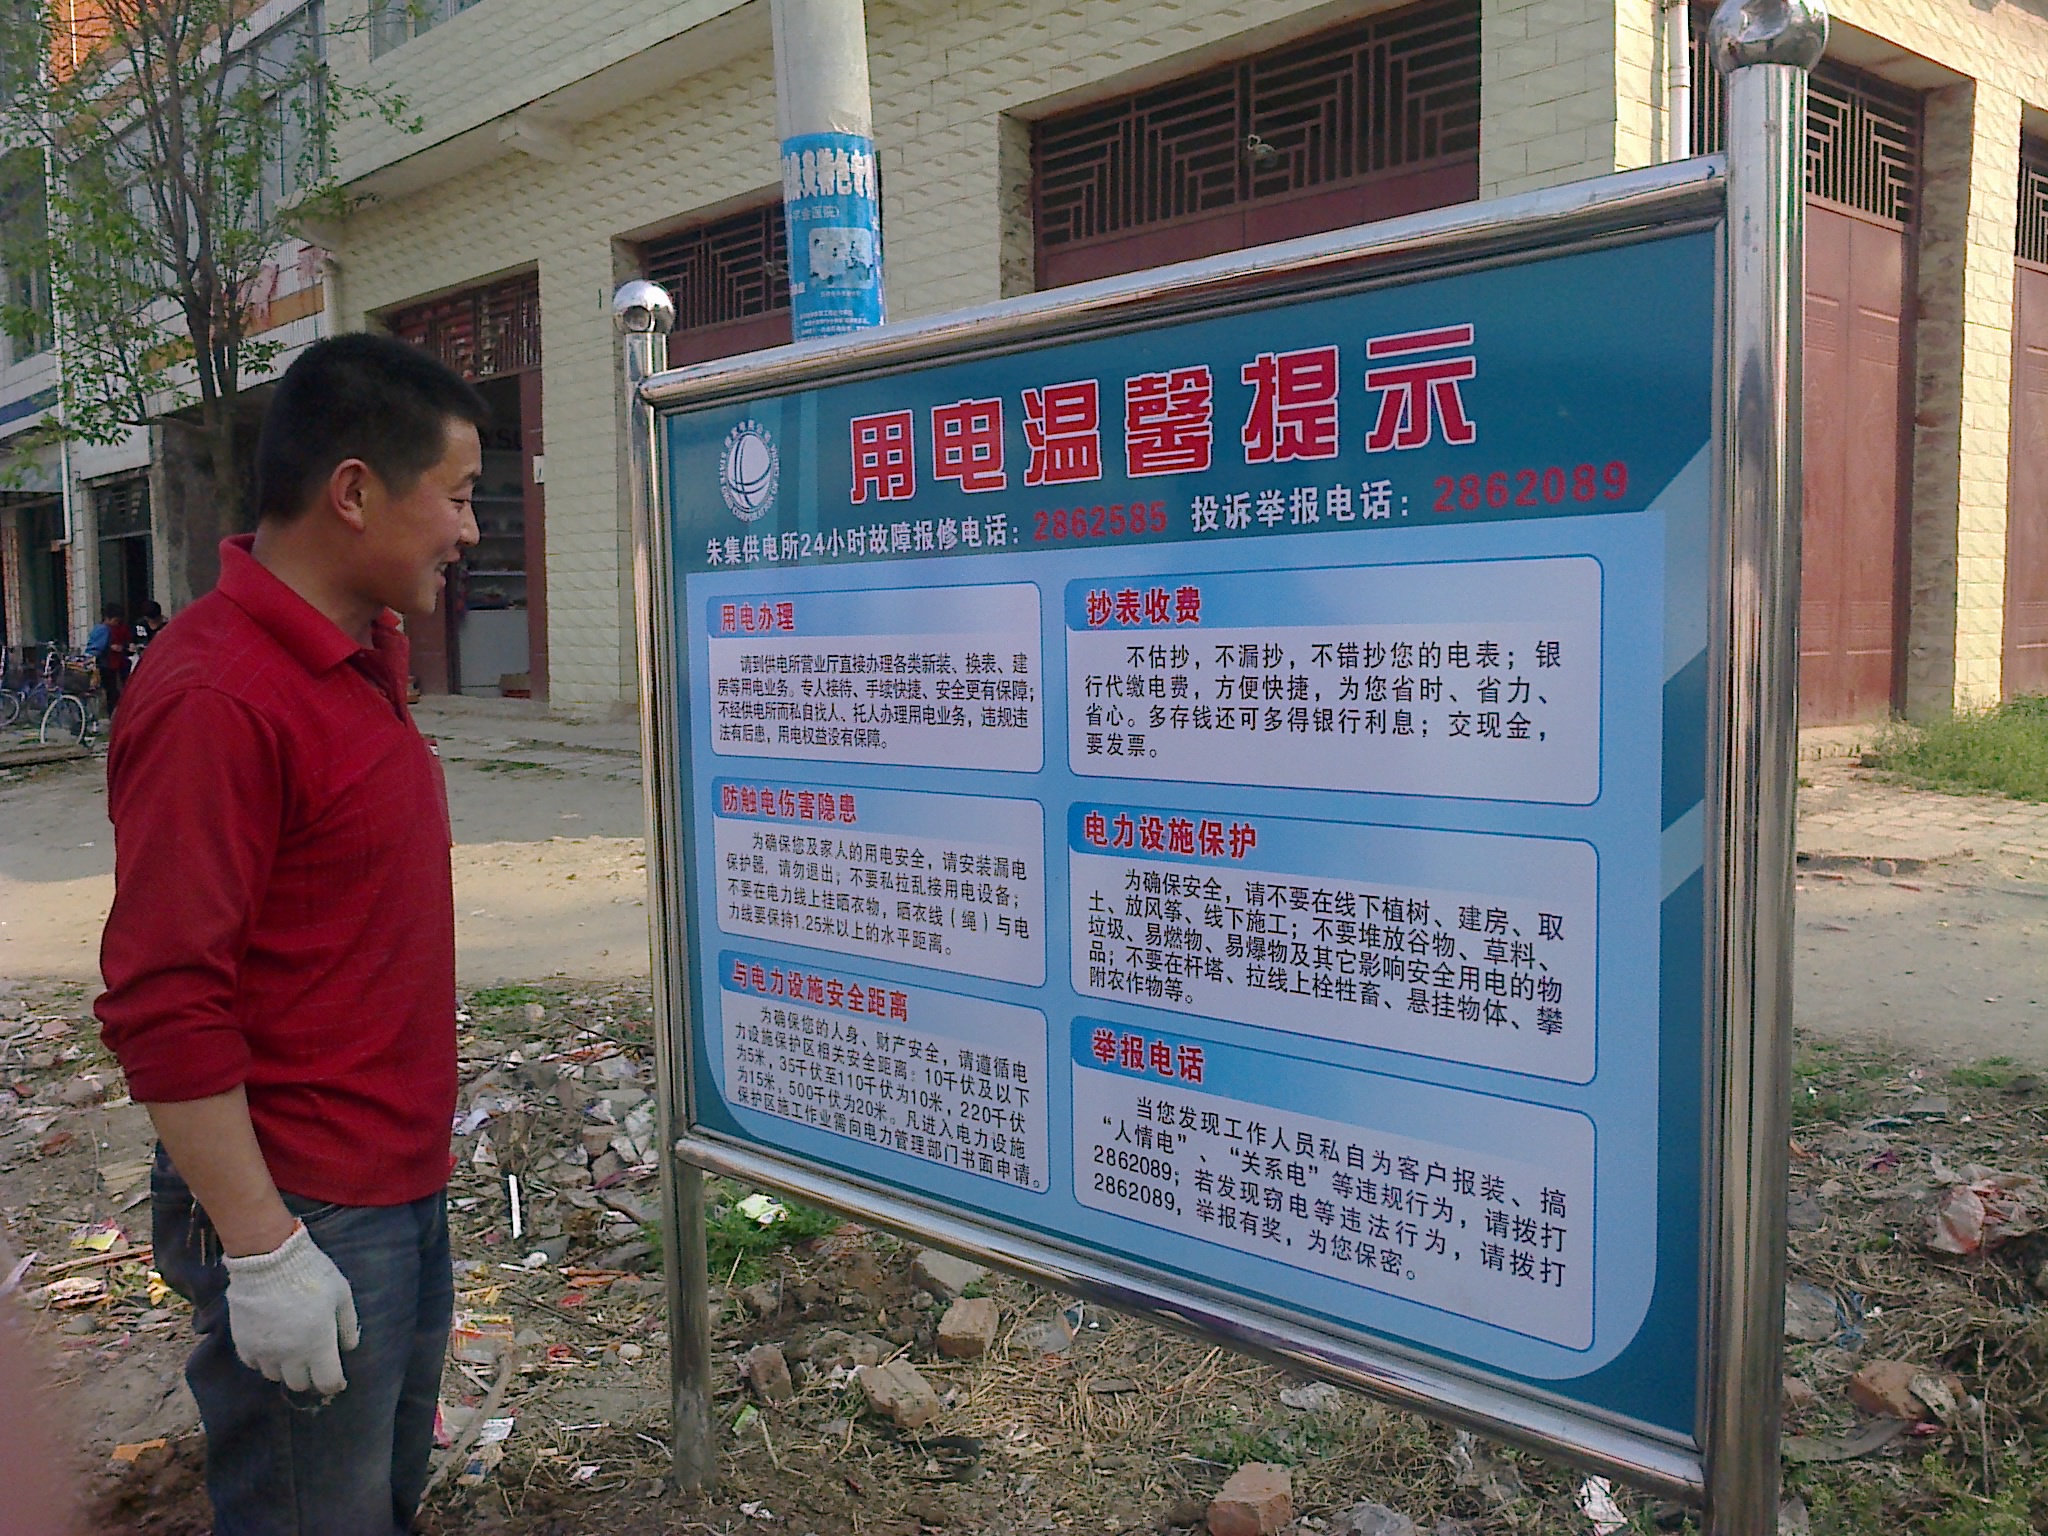 用电温馨提示
朱集供电所24小时故障报修电话：2862585 投诉举报电话：2862089
用电办理
请到供电所营业厅直接办理各类新装、换表、建
房等用电业务。专人接待、手续快捷、安全更有保障；
不经供电所而私自找人、托人办理用电业务，违规违
法有后患，用电权益没有保障。
防触电伤害隐患
为确保您及家人的用电安全，请安装漏电
保护器，请勿退出；不要私拉乱接用电设备；
不要在电力线上挂晒衣物，晒衣线（绳）与电
力线要保持1.25米以上的水平距离。
与电力设施安全距离
为确保您的人身、财产安全，请遵循电
力设施保护区相关安全距离：10千伏及以下
为5米，35千伏至110千伏为10米，220千伏
为15米，500千伏为20米。凡进入电力设施
保护区施工作业需向电力管理部门书面申请。
抄表收费
不估抄，不漏抄，不错抄您的电表；银
行代缴电费，方便快捷，为您省时、省力、
省心。多存钱还可多得银行利息；交现金，
要发票。
电力设施保护
为确保安全，请不要在线下植树、建房、取
土、放风筝、线下施工；不要堆放谷物、草料、
垃圾、易燃物、易爆物及其它影响安全用电的物
品；不要在杆塔、拉线上栓牲畜、悬挂物体、攀
附农作物等。
举报电话
当您发现工作人员私自为客户报装、搞
“人情电”、“关系电”等违规行为，请拨打
2862089；若发现窃电等违法行为，请拨打
2862089，举报有奖，为您保密。